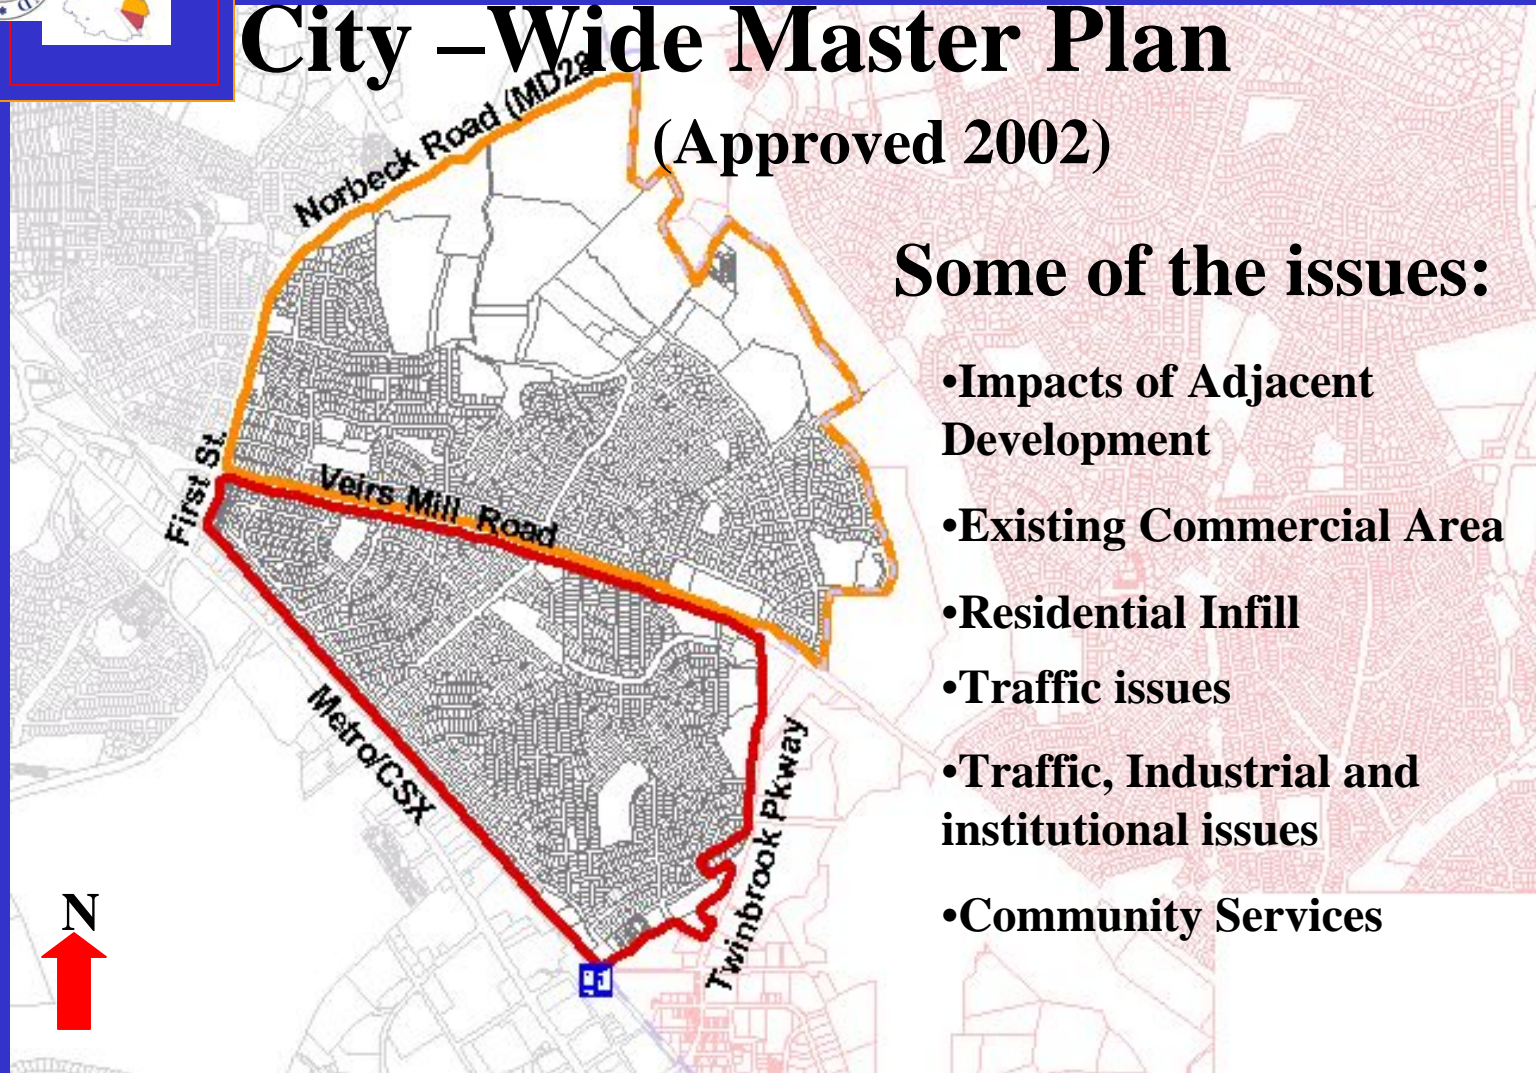 City –Wide Master Plan
(Approved 2002)
Norbeck Road (MD28
Some of the issues:
•Impacts of Adjacent
Development
•Existing Commercial Area
•Residential Infill
•Traffic issues
•Traffic, Industrial and
institutional issues
•Community Services
First St.
Veirs Mill Road
Metro/CSX
Twinbrook Pkway
N